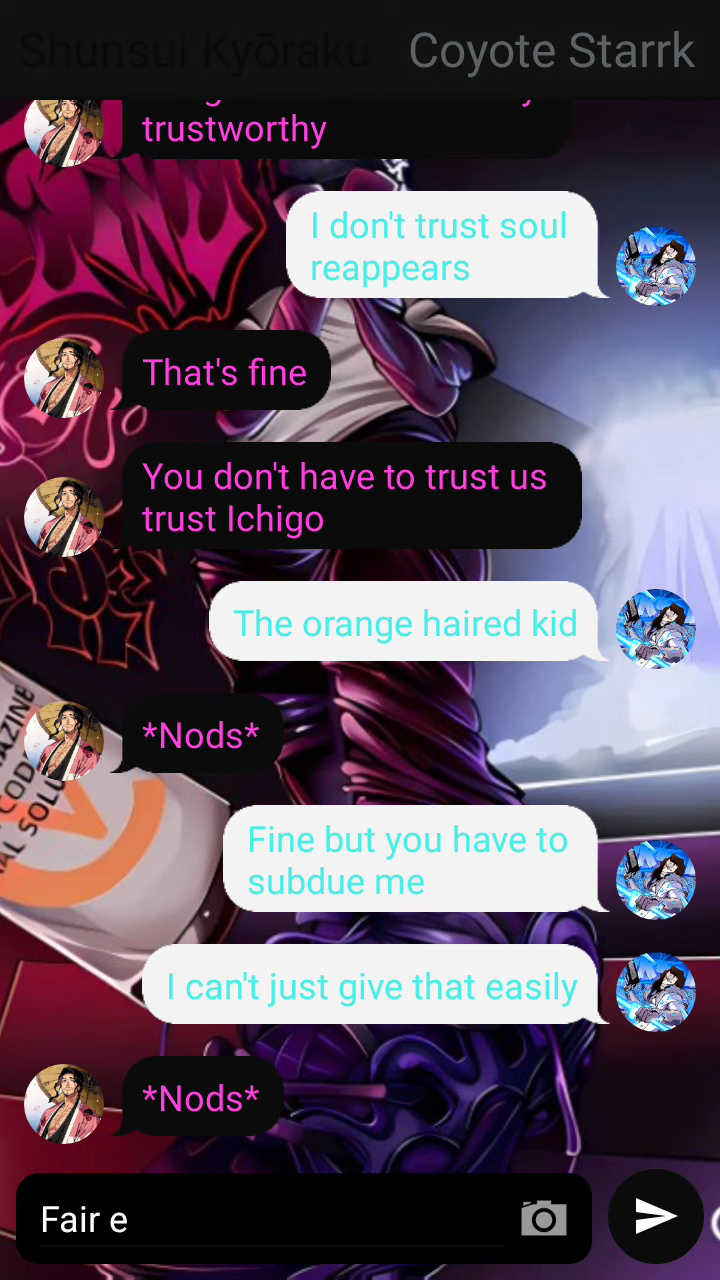 Shunsui Kyōraku Coyote Starrk
trustworthy
I don't trust soul
reappears
That's fine
You don't have to trust us
trust Ichigo
The orange haired kid
*Nods*
Fine but you have to
subdue me
I can't just give that easily
*Nods*
Fair e